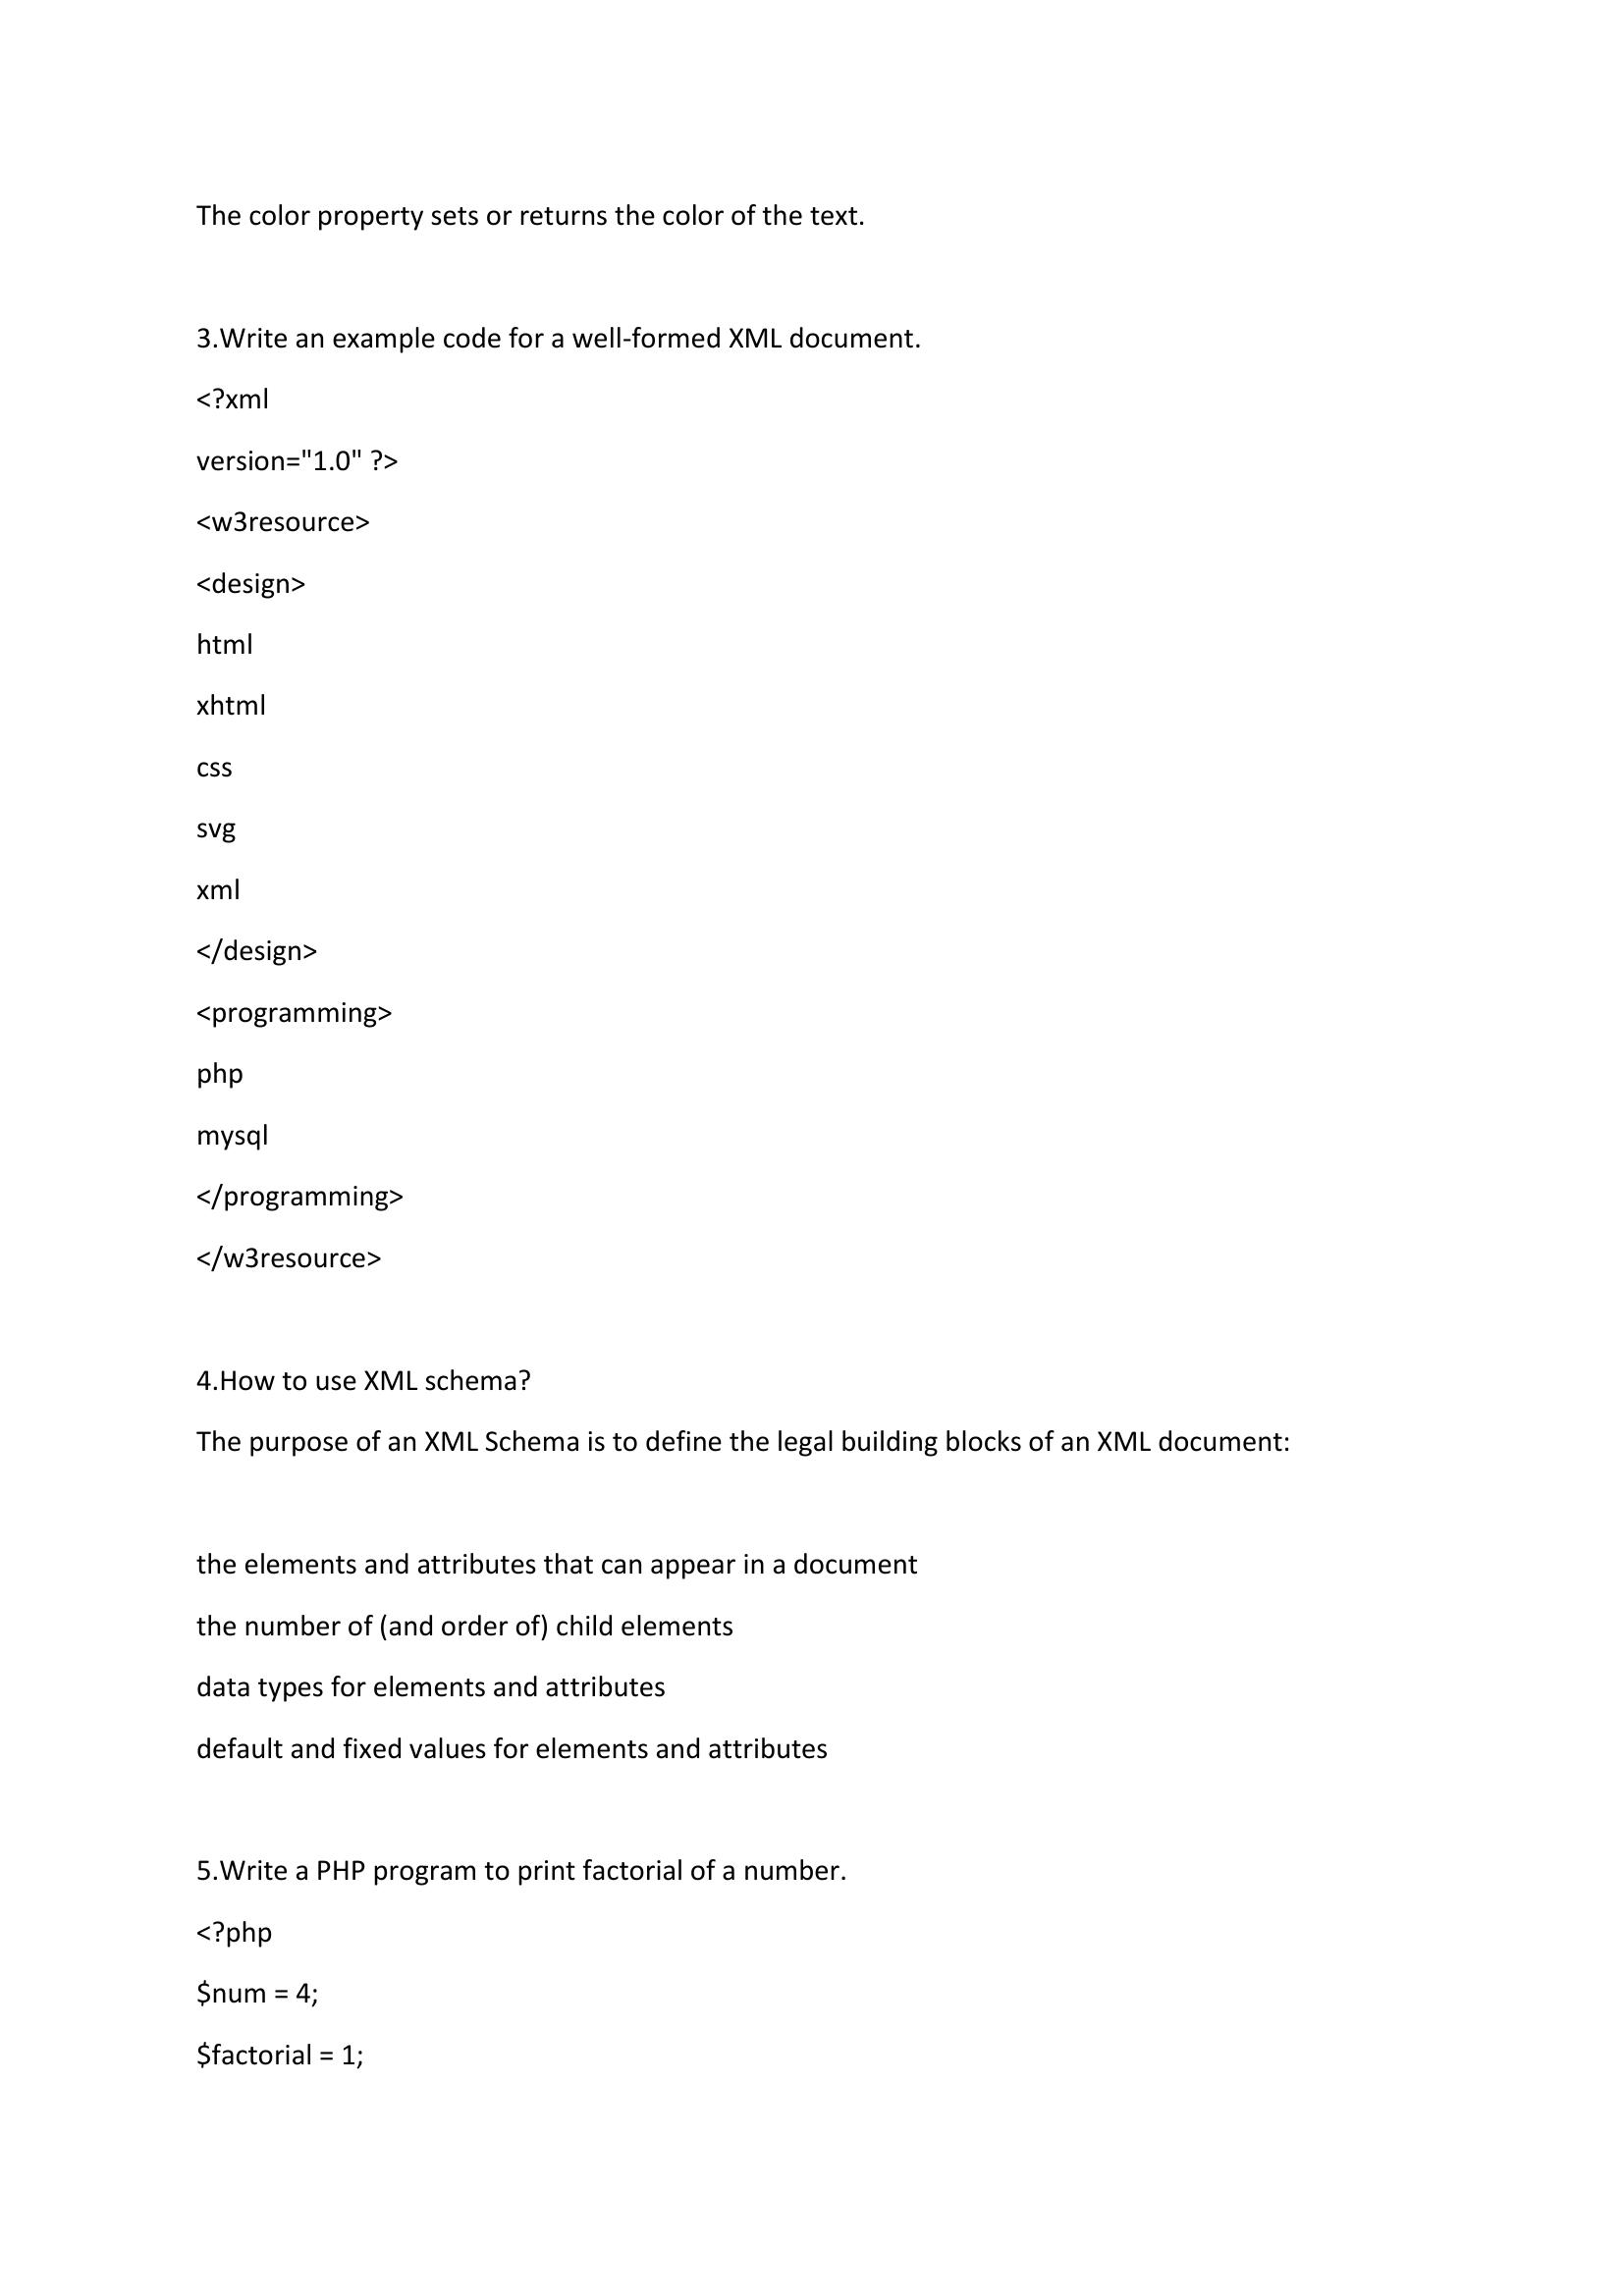 The color property sets or returns the color of the text.
3.Write an example code for a well-formed XML document.
<?xml
version="1.0" ?>
<w3resource>
<design>
html
xhtml
css
svg
xml
</design>
<programming>
php
mysql
</programming>
</w3resource>
4.How to use XML schema?
The purpose of an XML Schema is to define the legal building blocks of an XML document:
the elements and attributes that can appear in a document
the number of (and order of) child elements
data types for elements and attributes
default and fixed values for elements and attributes
5.Write a PHP program to print factorial of a number.
<?php
$num = 4;
$factorial = 1;